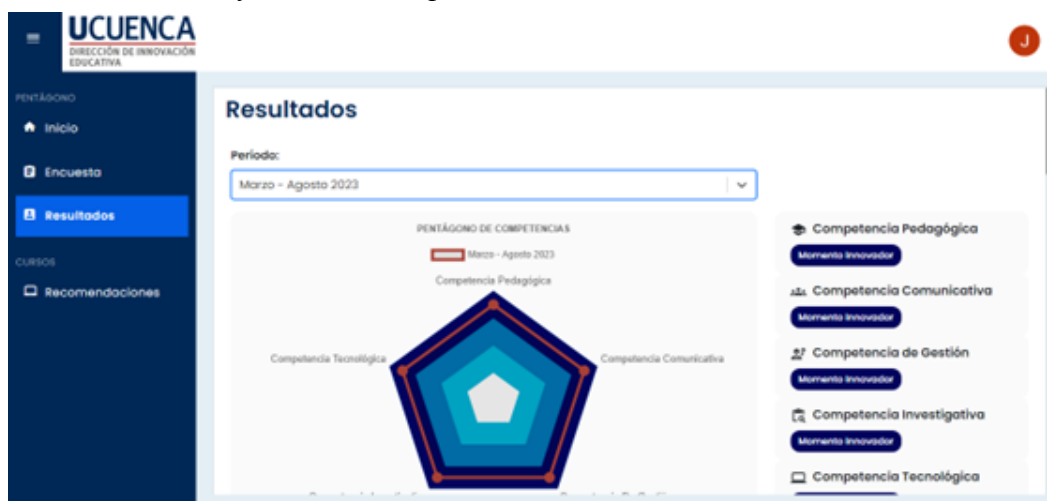 UCUENCA
DIRECCIÓN DE INNOVACIÓN
EDUCATIVA
J
PENTÁGONO
Inicio
Encuesta
Resultados
CURSOS
Recomendaciones
Resultados
Período:
Marzo - Agosto 2023
PENTÁGONO DE COMPETENCIAS
Marzo - Agosto 2023
Competencia Pedagógica
Competencia Tecnológica
Competencia Comunicativa
Competencia Pedagógica
Momento Innovador
Competencia Comunicativa
Momento Innovador
Competencia de Gestión
Momento Innovador
Competencia Investigativa
Momento Innovador
Competencia Tecnológica